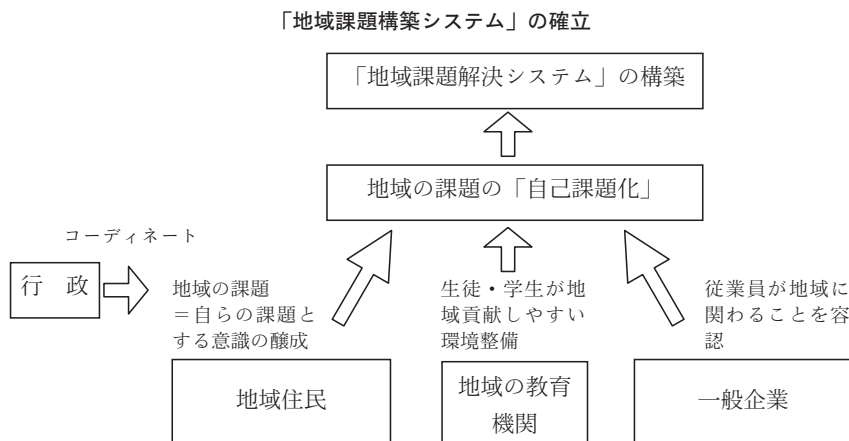 「地域課題構築システム」の確立
「地域課題解決システム」の構築
地域の課題の「自己課題化」
コーディネート
行　政
地域の課題
＝自らの課題と
する意識の醸成
生徒・学生が地
域貢献しやすい
環境整備
従業員が地域に
関わることを容
認
地域住民
地域の教育
機関
一般企業